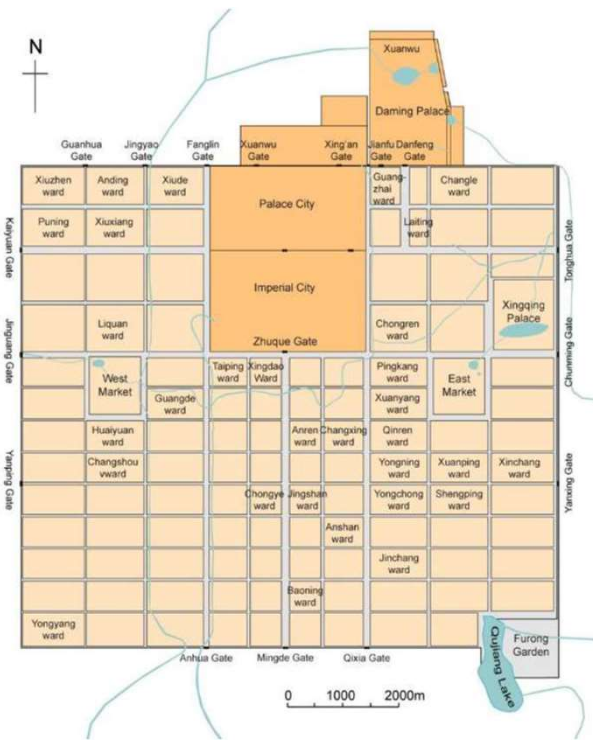 Xuanwu
N
Daming Palace
Guanhua
Gate
Jingyao
Gate
Fanglin
Gate
Xuanwu
Gate
Xing'an
Gate
Jianfu
Gate
Danfeng
Gate
Xiuzhen
ward
Anding
ward
Xiude
ward
Palace City
Guang-
zhai
ward
Changle
ward
Puning
ward
Xiuxiang
ward
Laiting
ward
Kaiyuan Gate
Tonghua Gate
Imperial City
Xingqing
Palace
Liquan
ward
Chongren
ward
Jinguang Gate
Zhuque Gate
Chunming Gate
West
Market
Taiping
ward
Xingdao
Ward
Pingkang
ward
East
Market
Guangde
ward
Xuanyang
ward
Huaiyuan
ward
Anren
ward
Changxing
ward
Qinren
ward
Changshou
vward
Yongning
ward
Xuanping
ward
Xinchang
ward
Yanping Gate
Yanxing Gate
Chongye
ward
Jingshan
ward
Yongchong
ward
Shengping
ward
Anshan
ward
Jinchang
ward
Baoning
ward
Yongyang
ward
Qujiang Lake
Furong
Garden
Anhua Gate
Mingde Gate
Qixia Gate
0 1000 2000m